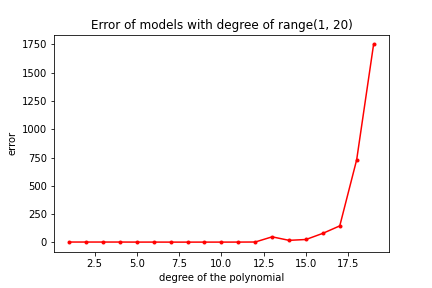 Error of models with degree of range(1, 20)
1750
1500
1250
1000
750
500
250
0
error
2.5 5.0 7.5 10.0 12.5 15.0 17.5
degree of the polynomial